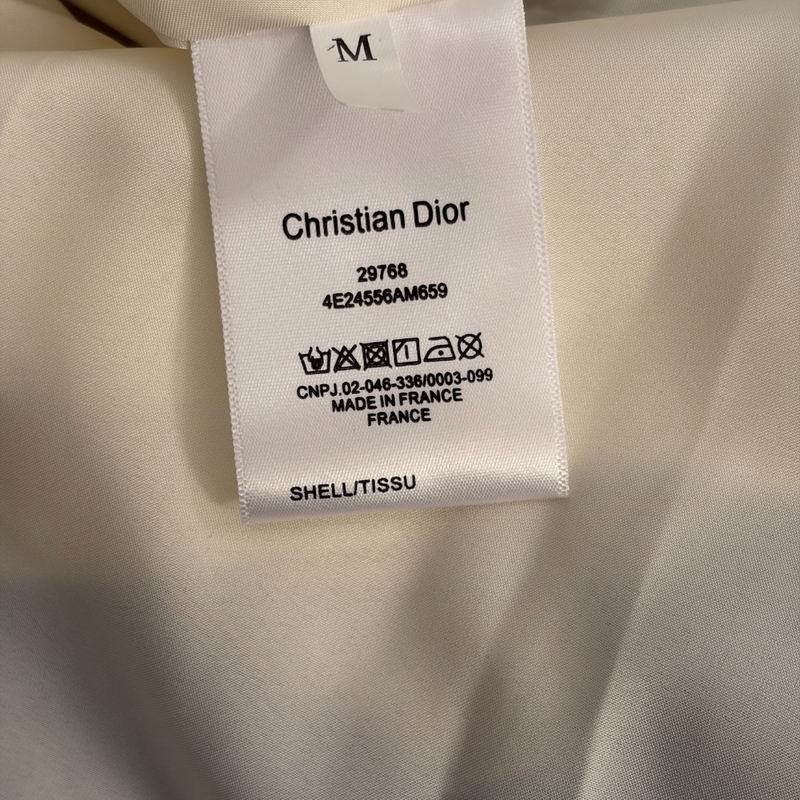 M
Christian Dior
29768
4E24556AM659
CNPJ.02-046-336/0003-099
MADE IN FRANCE
FRANCE
SHELL/TISSU